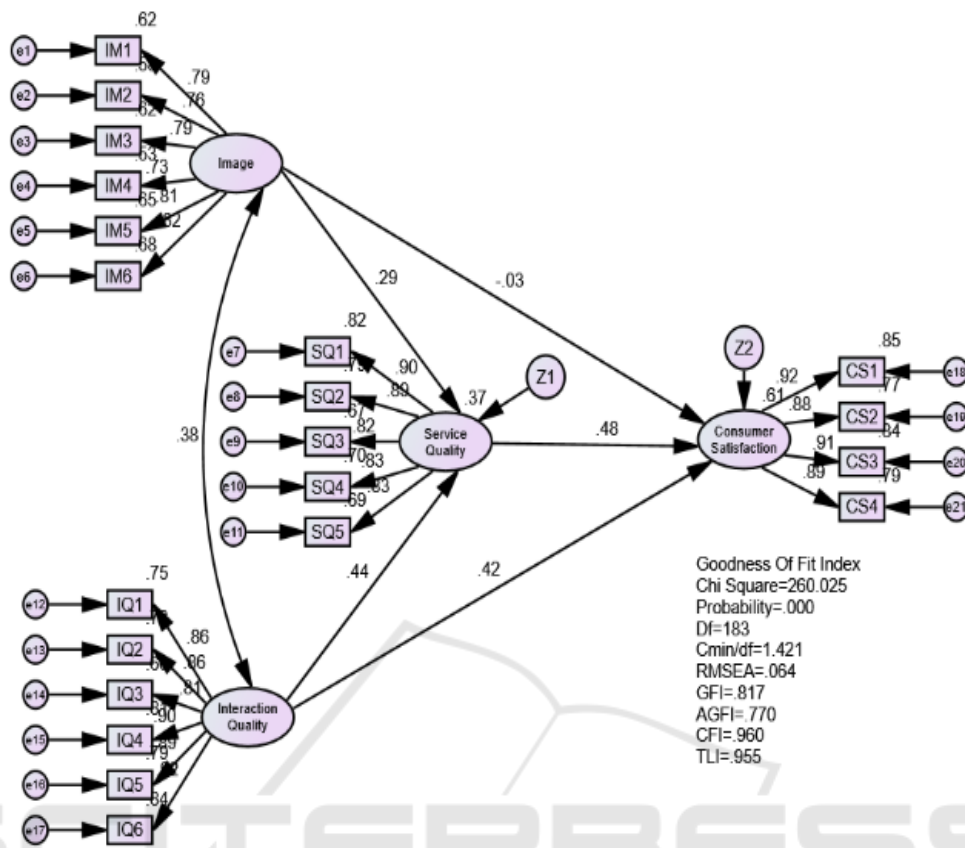 .62
e1 IM1
.79
e2 IM2
.76
.62
e3 IM3
.79
.53
e4 IM4
.73
.65
.81
e5 IM5
.68
e6 IM6
Image
.29
-.03
.38
.82
e7 SQ1
.90
e8 SQ2
.89
.67
e9 SQ3
.82
.70
e10 SQ4
.83
.83
.69
e11 SQ5
.37
Z1
Service
Quality
.48
Z2
.61
Consumer
Satisfaction
.85
.92
CS1 e18
.77
.88
CS2 e19
.84
.91
CS3 e20
.79
.89
CS4 e21
.44
.42
.75
e12 IQ1
.86
e13 IQ2
.86
e14 IQ3
.81
e15 IQ4
.90
e16 IQ5
.79
e17 IQ6
Interaction
Quality
Goodness Of Fit Index
Chi Square=260.025
Probability=.000
Df=183
Cmin/df=1.421
RMSEA=.064
GFI=.817
AGFI=.770
CFI=.960
TLI=.955